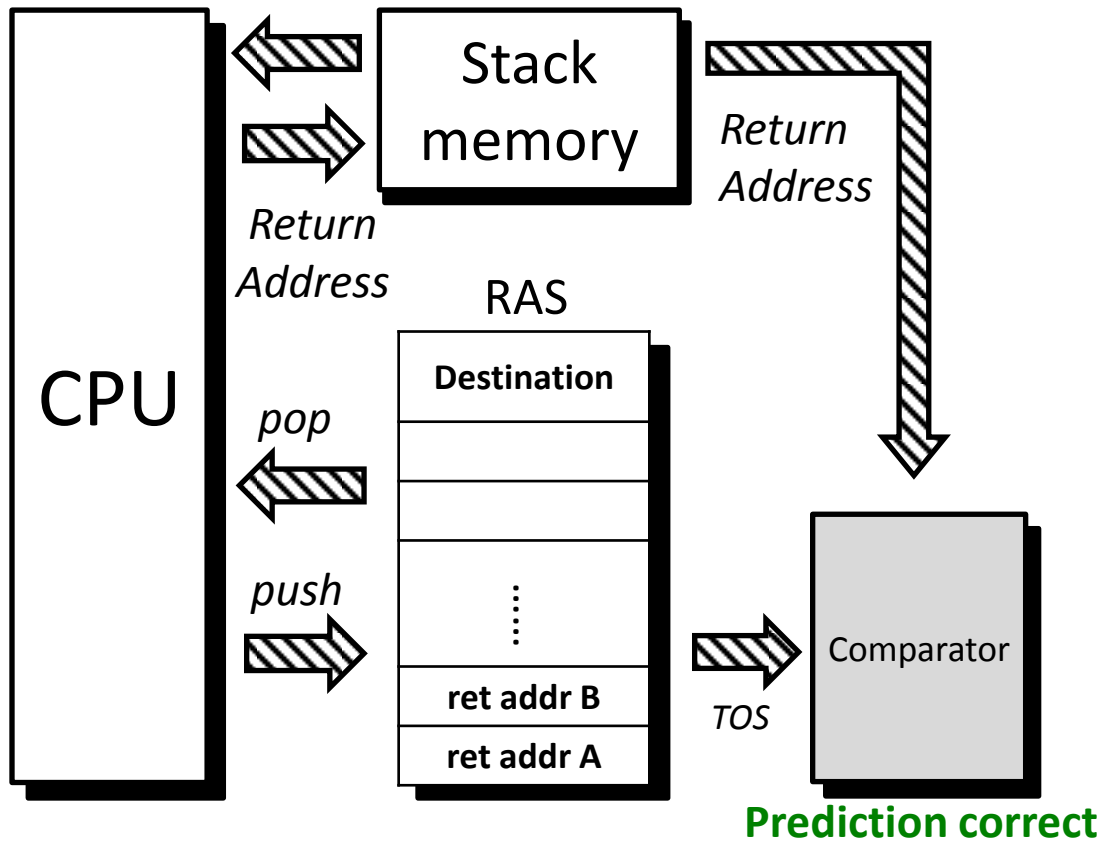 Stack
memory
Return
Address
Return
Address
RAS
CPU
Destination
pop
push
......
ret addr B
ret addr A
TOS
Comparator
Prediction correct